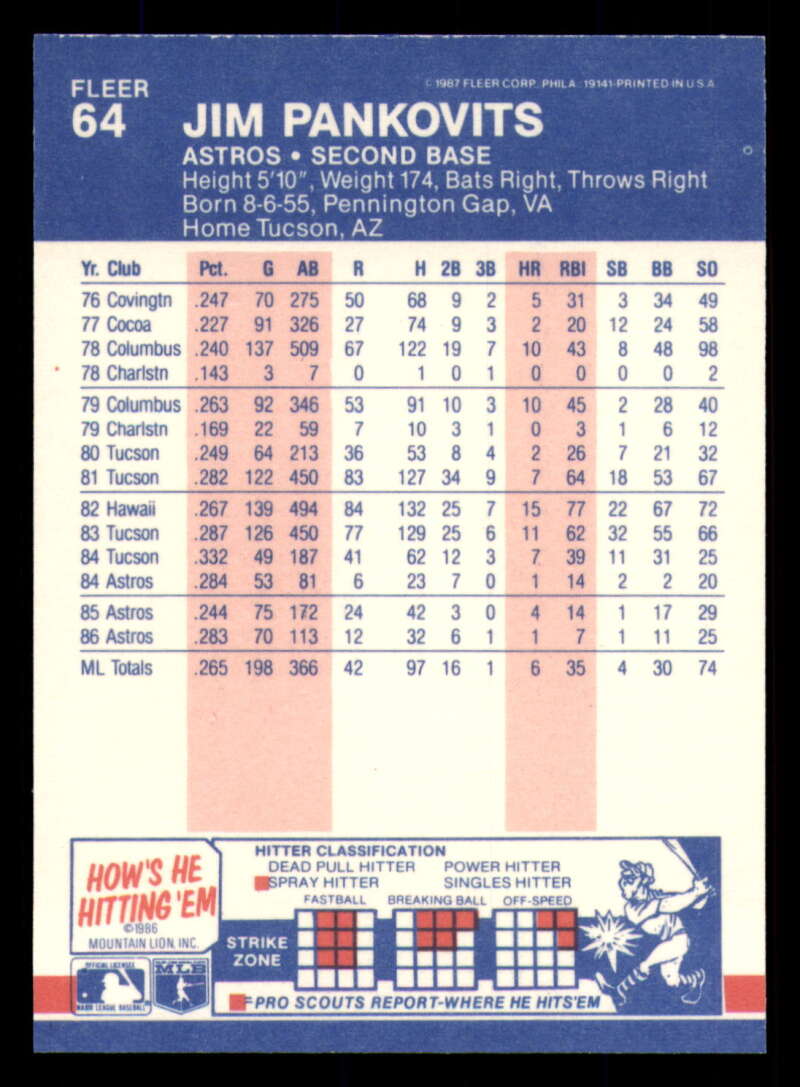 FLEER
© 1987 FLEER CORP. PHILA. 19141-PRINTED IN U.S.A.
64 JIM PANKOVITS
ASTROS • SECOND BASE
Height 5'10", Weight 174, Bats Right, Throws Right
Born 8-6-55, Pennington Gap, VA
Home Tucson, AZ
Yr. Club Pct. G AB R H 2B 3B HR RBI SB BB SO
76 Covingtn .247 70 275 50 68 9 2 5 31 3 34 49
77 Cocoa .227 91 326 27 74 9 3 2 20 12 24 58
78 Columbus .240 137 509 67 122 19 7 10 43 8 48 98
78 Charlstn .143 3 7 0 1 0 1 0 0 0 0 2
79 Columbus .263 92 346 53 91 10 3 10 45 2 28 40
79 Charlstn .169 22 59 7 10 3 1 0 3 1 6 12
80 Tucson .249 64 213 36 53 8 4 2 26 7 21 32
81 Tucson .282 122 450 83 127 34 9 7 64 18 53 67
82 Hawaii .267 139 494 84 132 25 7 15 77 22 67 72
83 Tucson .287 126 450 77 129 25 6 11 62 32 55 66
84 Tucson .332 49 187 41 62 12 3 7 39 11 31 25
84 Astros .284 53 81 6 23 7 0 1 14 2 2 20
85 Astros .244 75 172 24 42 3 0 4 14 1 17 29
86 Astros .283 70 113 12 32 6 1 1 7 1 11 25
ML Totals .265 198 366 42 97 16 1 6 35 4 30 74
HOW'S HE
HITTING 'EM
©1986
MOUNTAIN LION, INC.
HITTER CLASSIFICATION
DEAD PULL HITTER POWER HITTER
SPRAY HITTER SINGLES HITTER
FASTBALL BREAKING BALL OFF-SPEED
STRIKE
ZONE
=PRO SCOUTS REPORT-WHERE HE HITS'EM
OFFICIAL LICENSEE
MAJOR LEAGUE BASEBALL
MLB